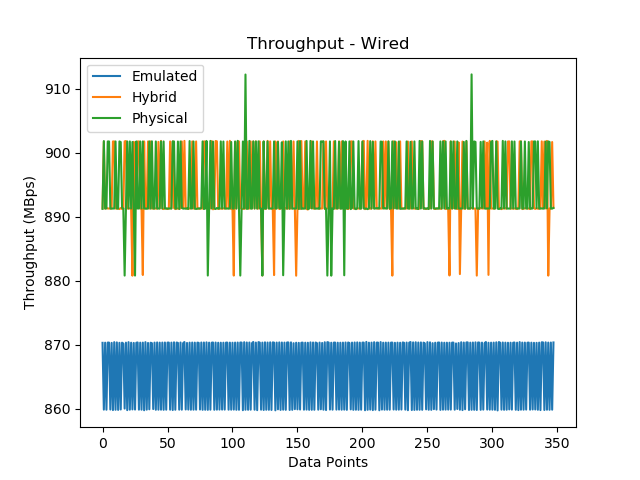 Throughput - Wired
Emulated
Hybrid
Physical
Throughput (MBps)
910
900
890
880
870
860
0 50 100 150 200 250 300 350
Data Points